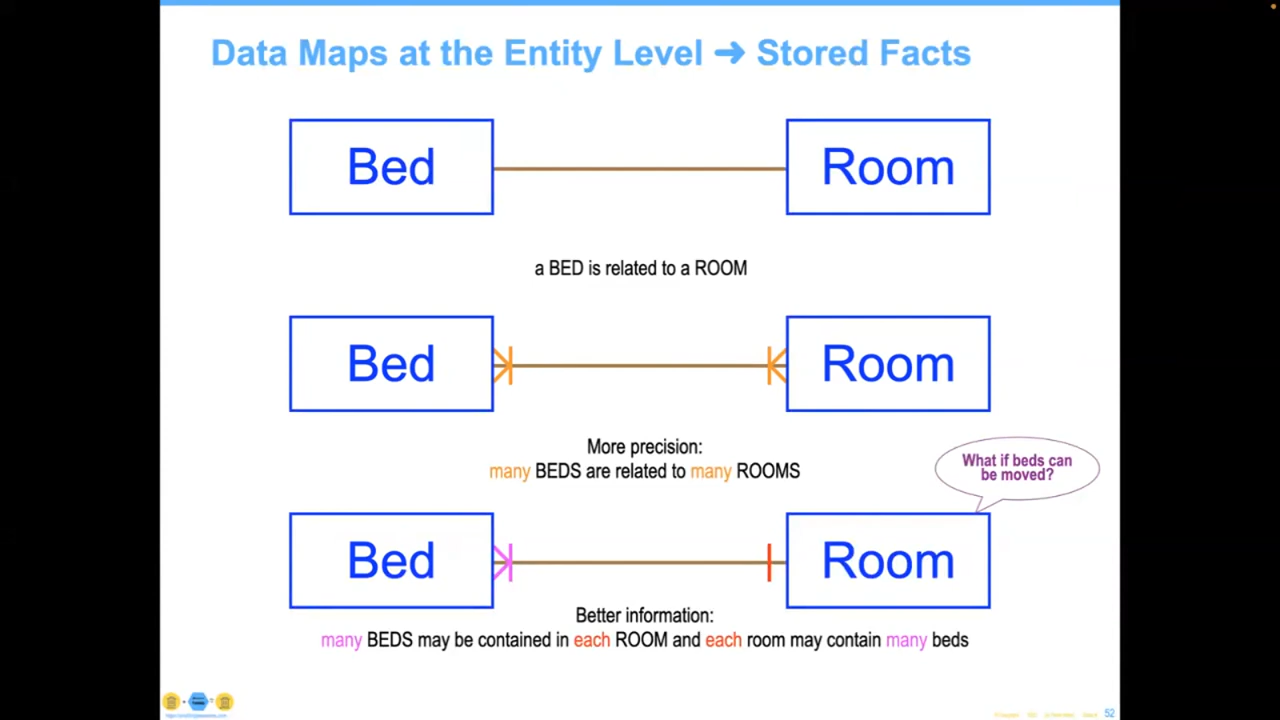 Data Maps at the Entity Level ➜ Stored Facts
Bed
Room
a BED is related to a ROOM
Bed
Room
More precision:
many BEDS are related to many ROOMS
What if beds can
be moved?
Bed
Room
Better information:
many BEDS may be contained in each ROOM and each room may contain many beds
52